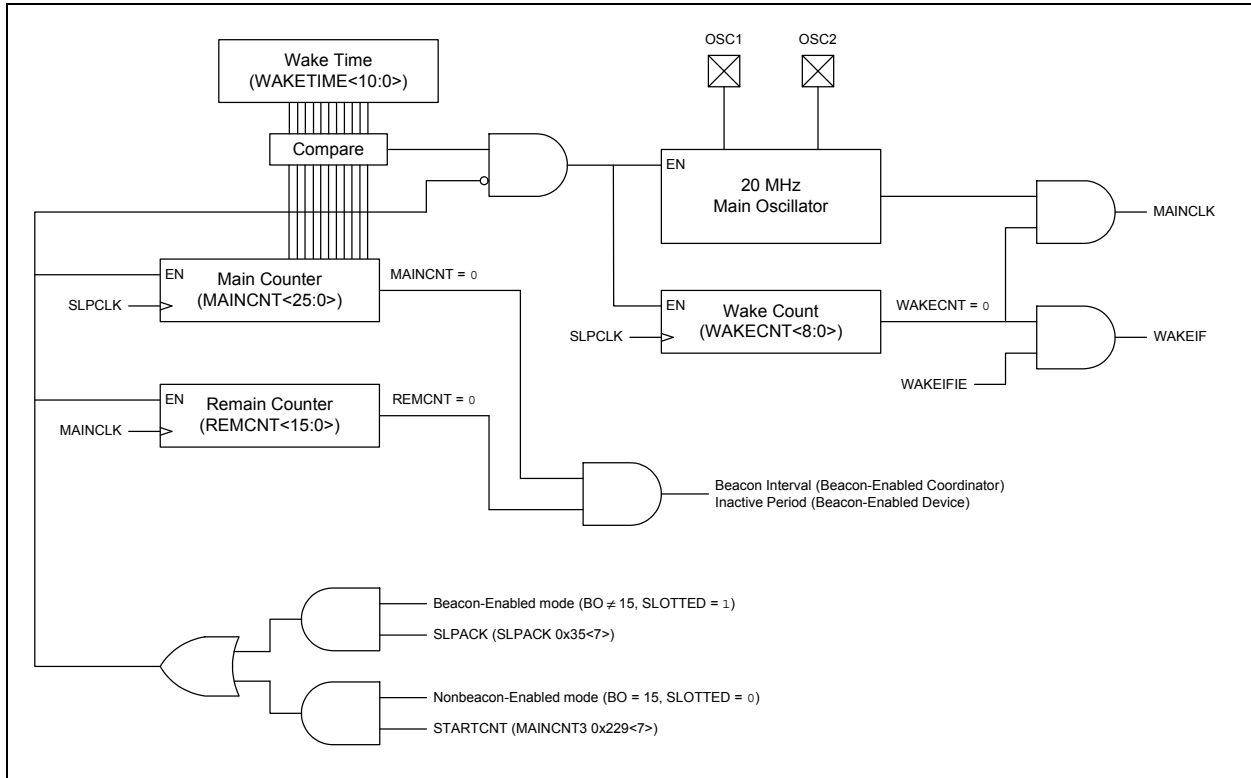 Wake Time
(WAKETIME<10:0>)
OSC1
OSC2
Compare
EN
20 MHz
Main Oscillator
MAINCLK
EN
Main Counter
(MAINCNT<25:0>)
SLPCLK
MAINCNT = 0
EN
Wake Count
(WAKECNT<8:0>)
SLPCLK
WAKECNT = 0
WAKEIF
WAKEIFIE
EN
Remain Counter
(REMCNT<15:0>)
MAINCLK
REMCNT = 0
Beacon Interval (Beacon-Enabled Coordinator)
Inactive Period (Beacon-Enabled Device)
Beacon-Enabled mode (BO ≠ 15, SLOTTED = 1)
SLPACK (SLPACK 0x35<7>)
Nonbeacon-Enabled mode (BO = 15, SLOTTED = 0)
STARTCNT (MAINCNT3 0x229<7>)